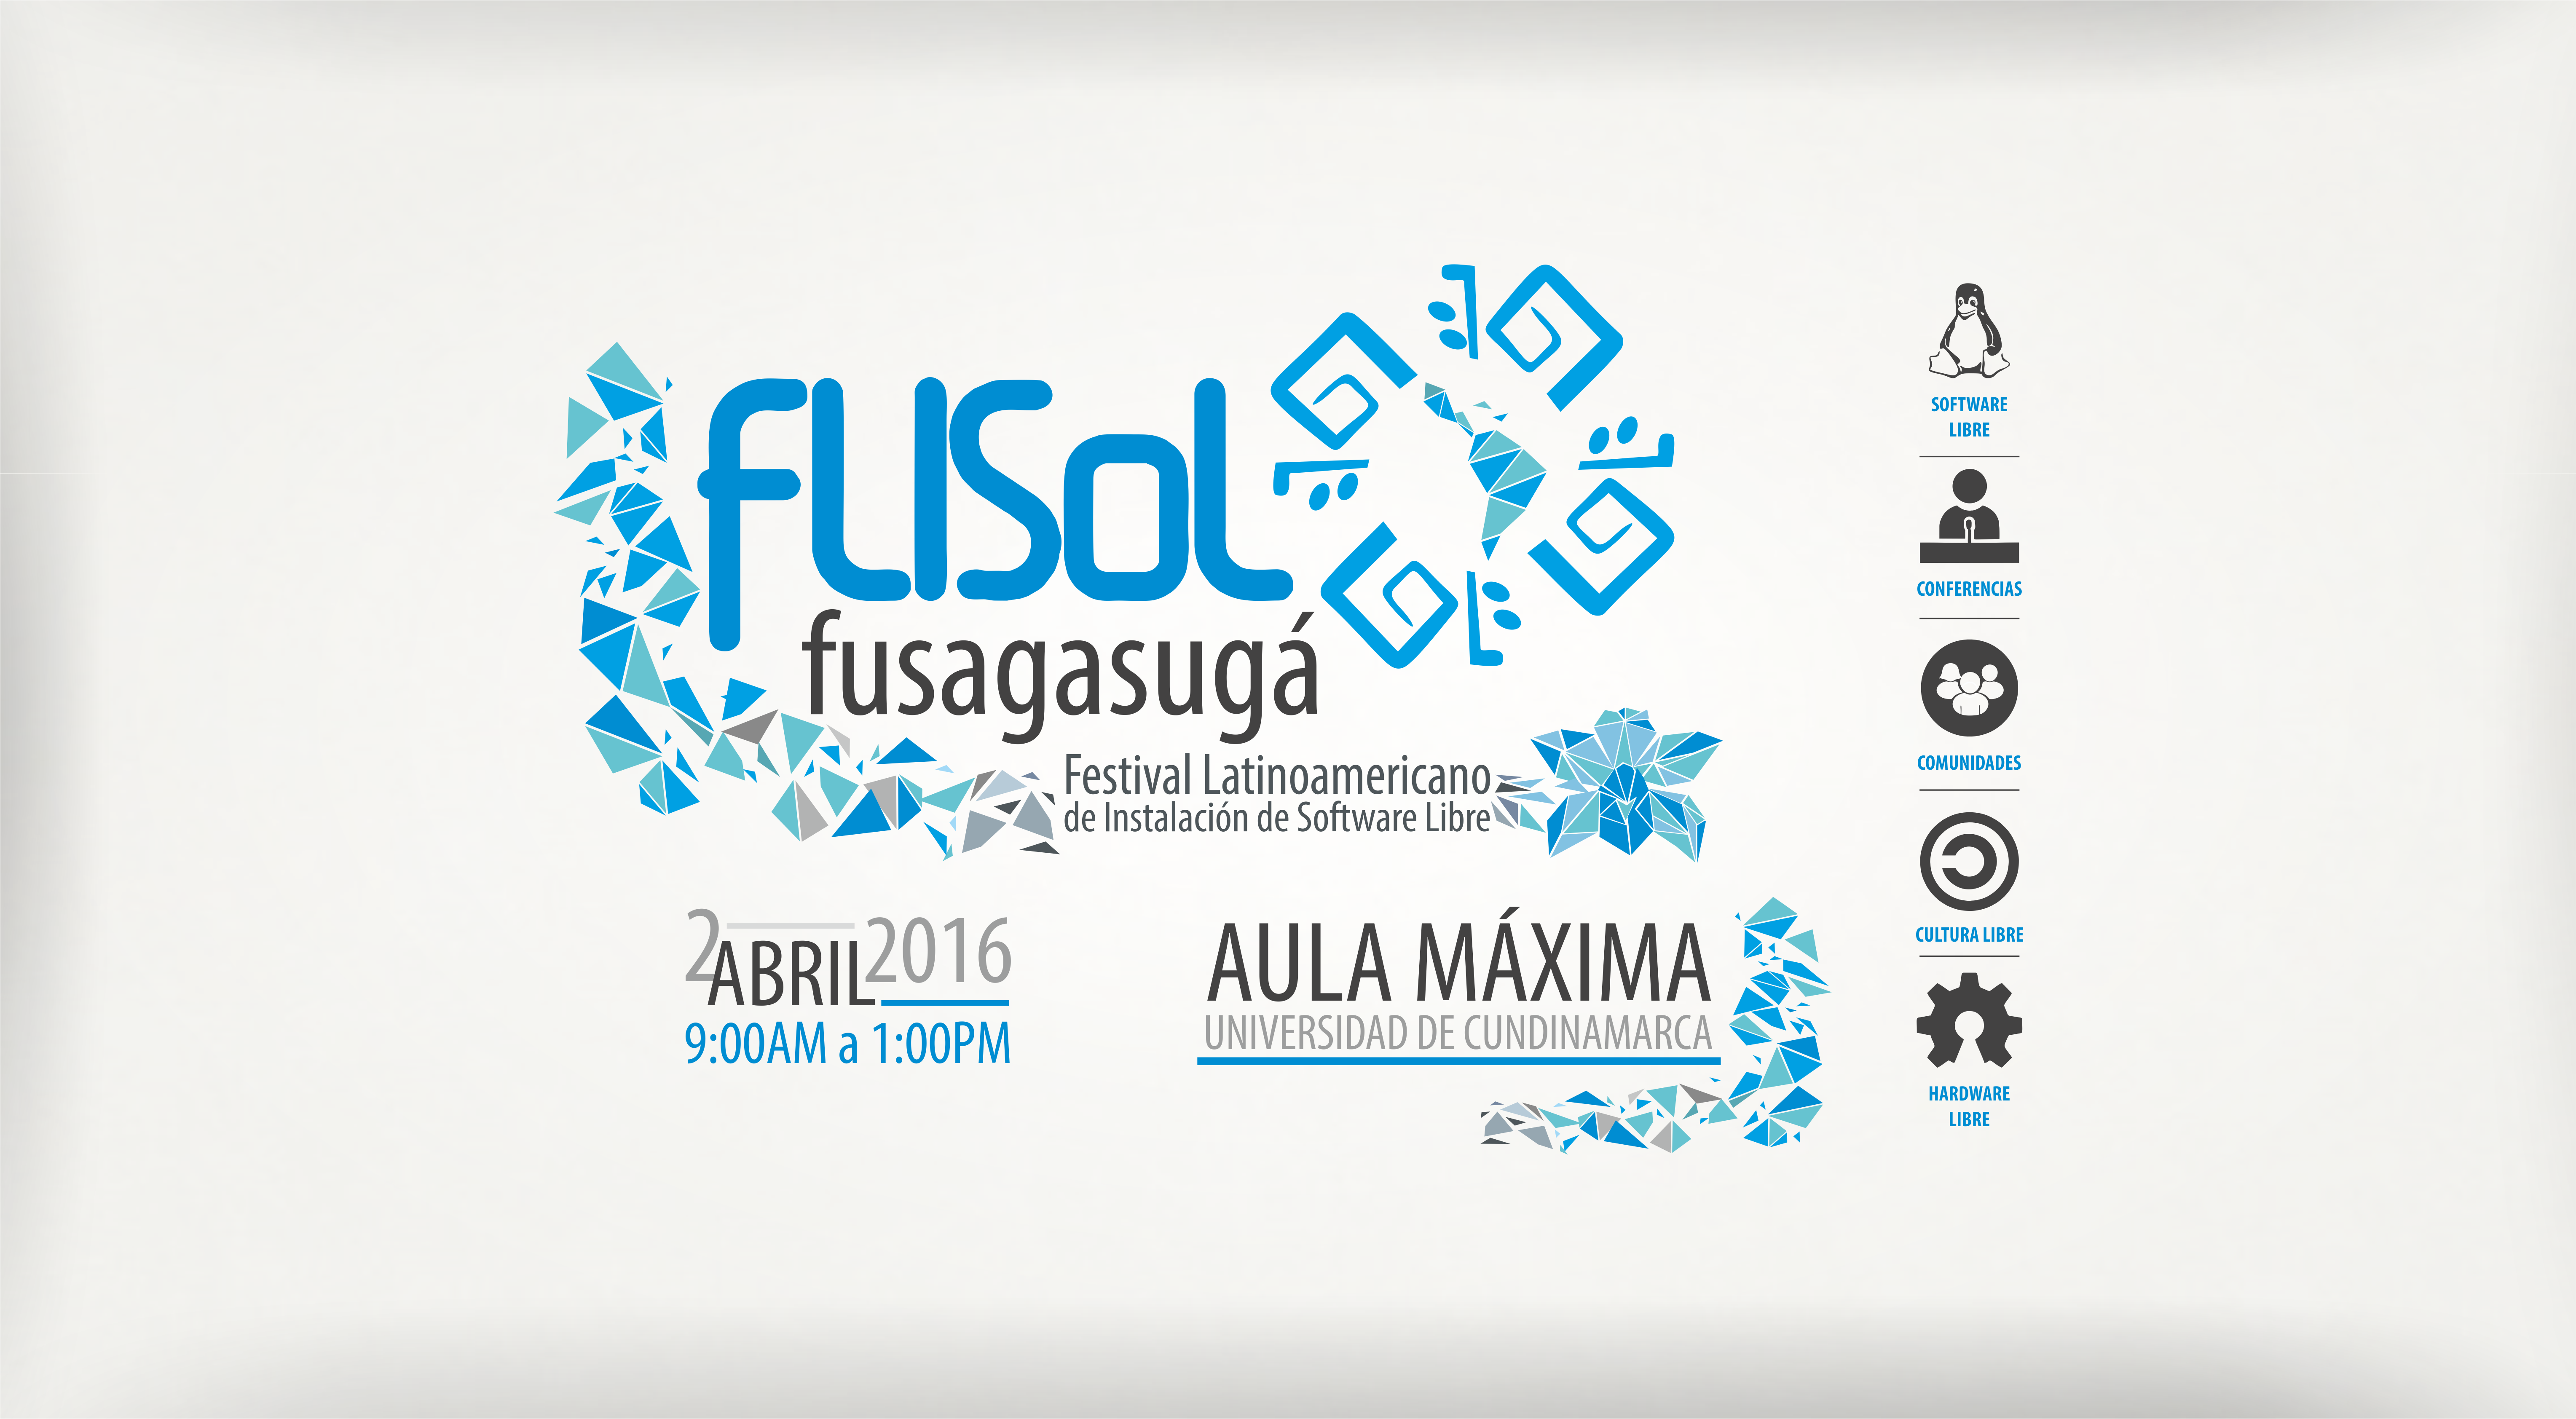 fLISoL
fusagasugá
Festival Latinoamericano
de Instalación de Software Libre
2 ABRIL 2016
9:00AM a 1:00PM
AULA MÁXIMA
UNIVERSIDAD DE CUNDINAMARCA
SOFTWARE
LIBRE
CONFERENCIAS
COMUNIDADES
CULTURA LIBRE
HARDWARE
LIBRE